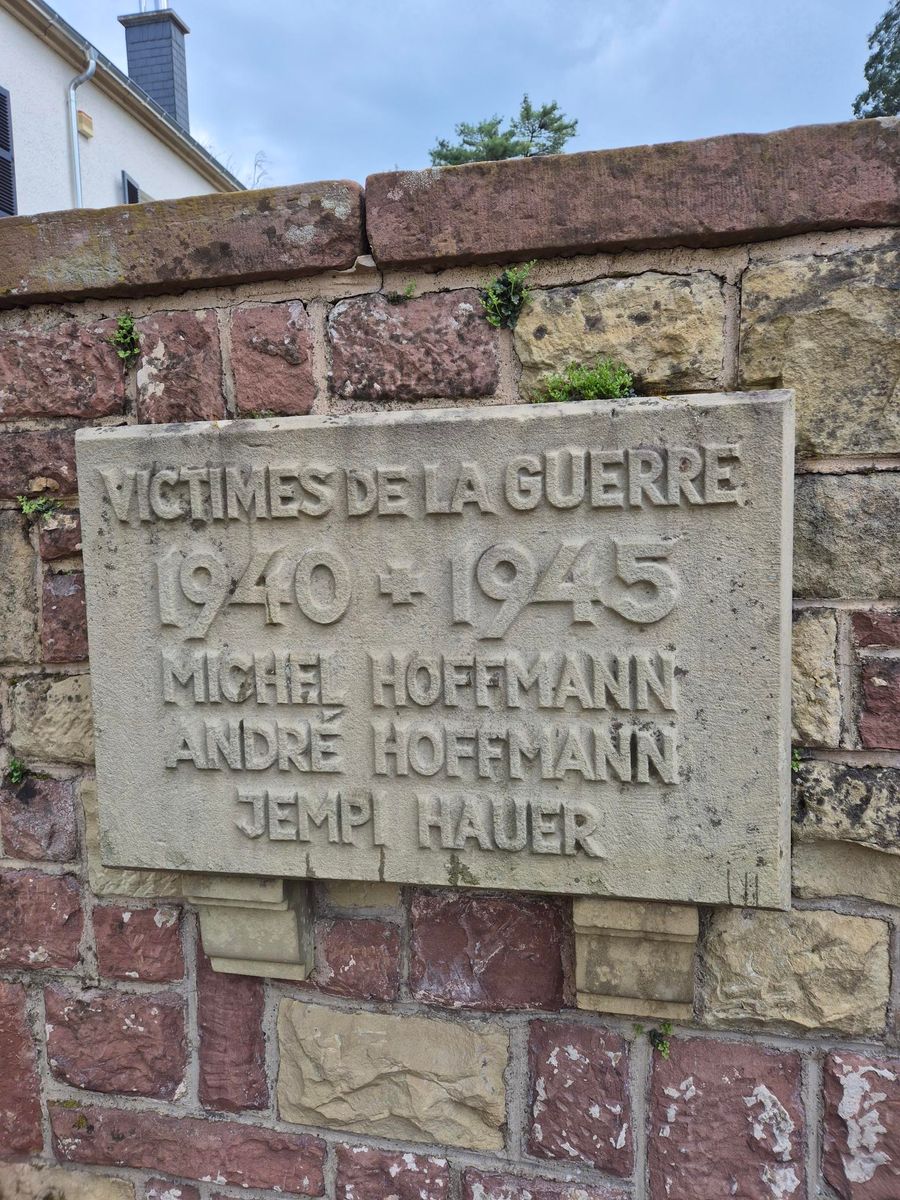 VICTIMES DE LA GUERRE
1940 + 1945
MICHEL HOFFMANN
ANDRÉ HOFFMANN
JEMPI HAUER